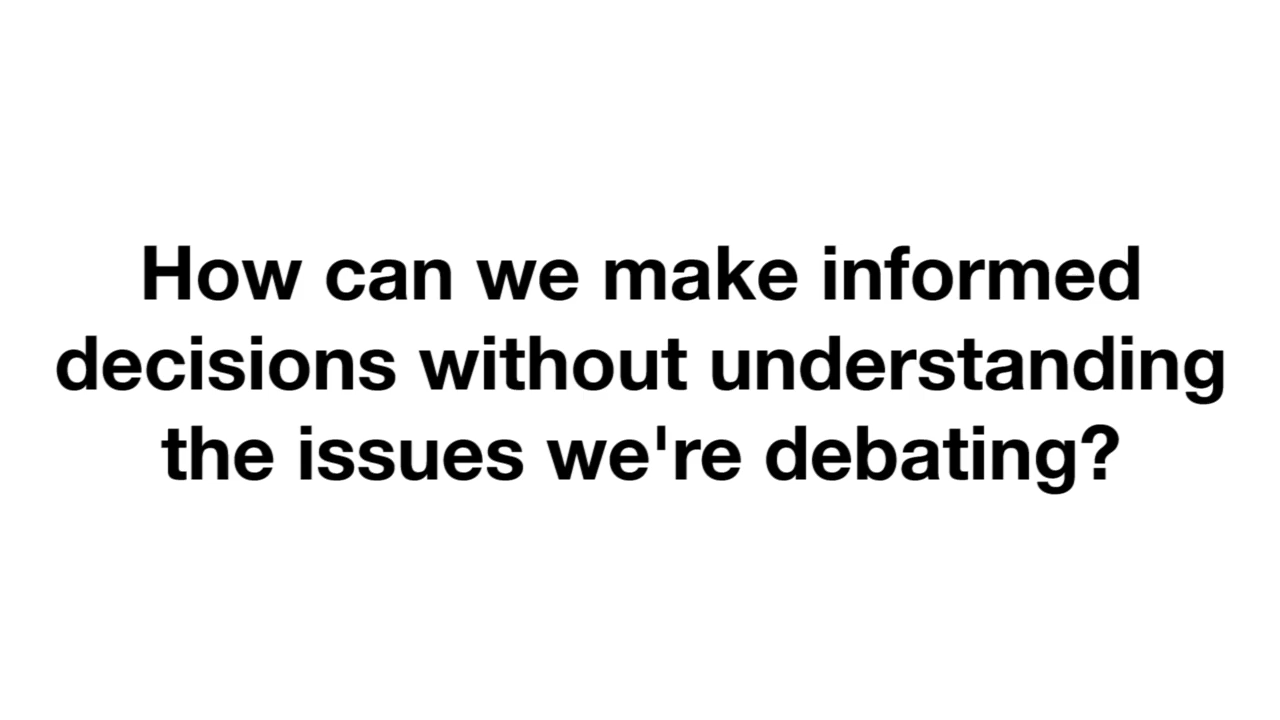 How can we make informed
decisions without understanding
the issues we're debating?